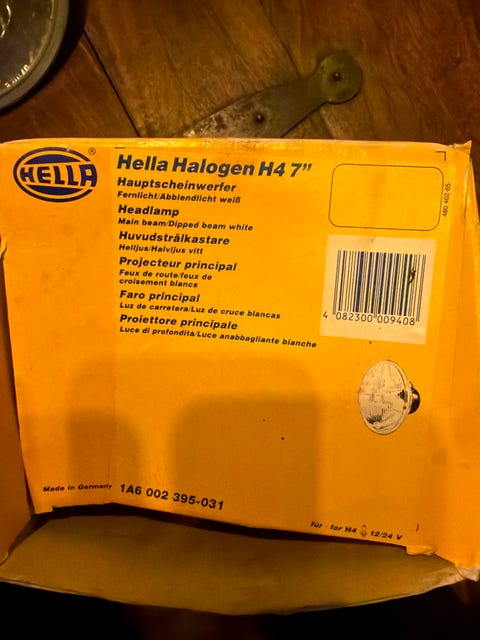 HELLA
®
Hella Halogen H4 7”
Hauptscheinwerfer
Fernlicht/Abblendlicht weiß
Headlamp
Main beam/Dipped beam white
Huvudstrålkastare
Helljus/Halvljus vitt
Projecteur principal
Feux de route/feux de
croisement blancs
Faro principal
Luz de carretera/Luz de cruce blancas
Proiettore principale
Luce di profondità/Luce anabbagliante bianche
480 402-65
4 082300 009408
Made in Germany
1A6 002 395-031
für · for H4 12/24 V